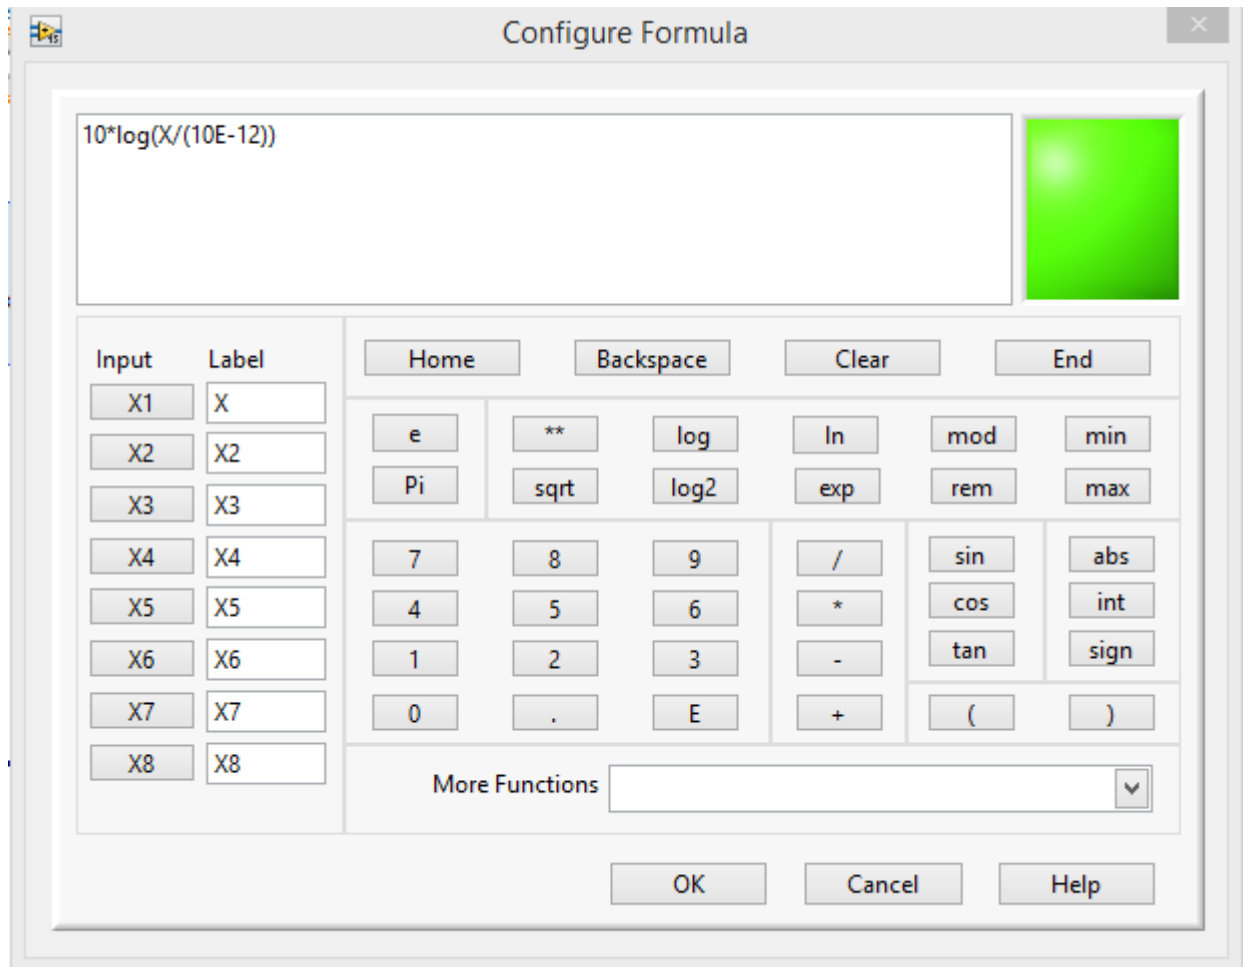 Configure Formula
10*log(X/(10E-12))
Input Label
X1 X
X2 X2
X3 X3
X4 X4
X5 X5
X6 X6
X7 X7
X8 X8
Home Backspace Clear End
e ** log ln mod min
Pi sqrt log2 exp rem max
7 8 9 / sin abs
4 5 6 * cos int
1 2 3 - tan sign
0 . E + ( )
More Functions
OK Cancel Help